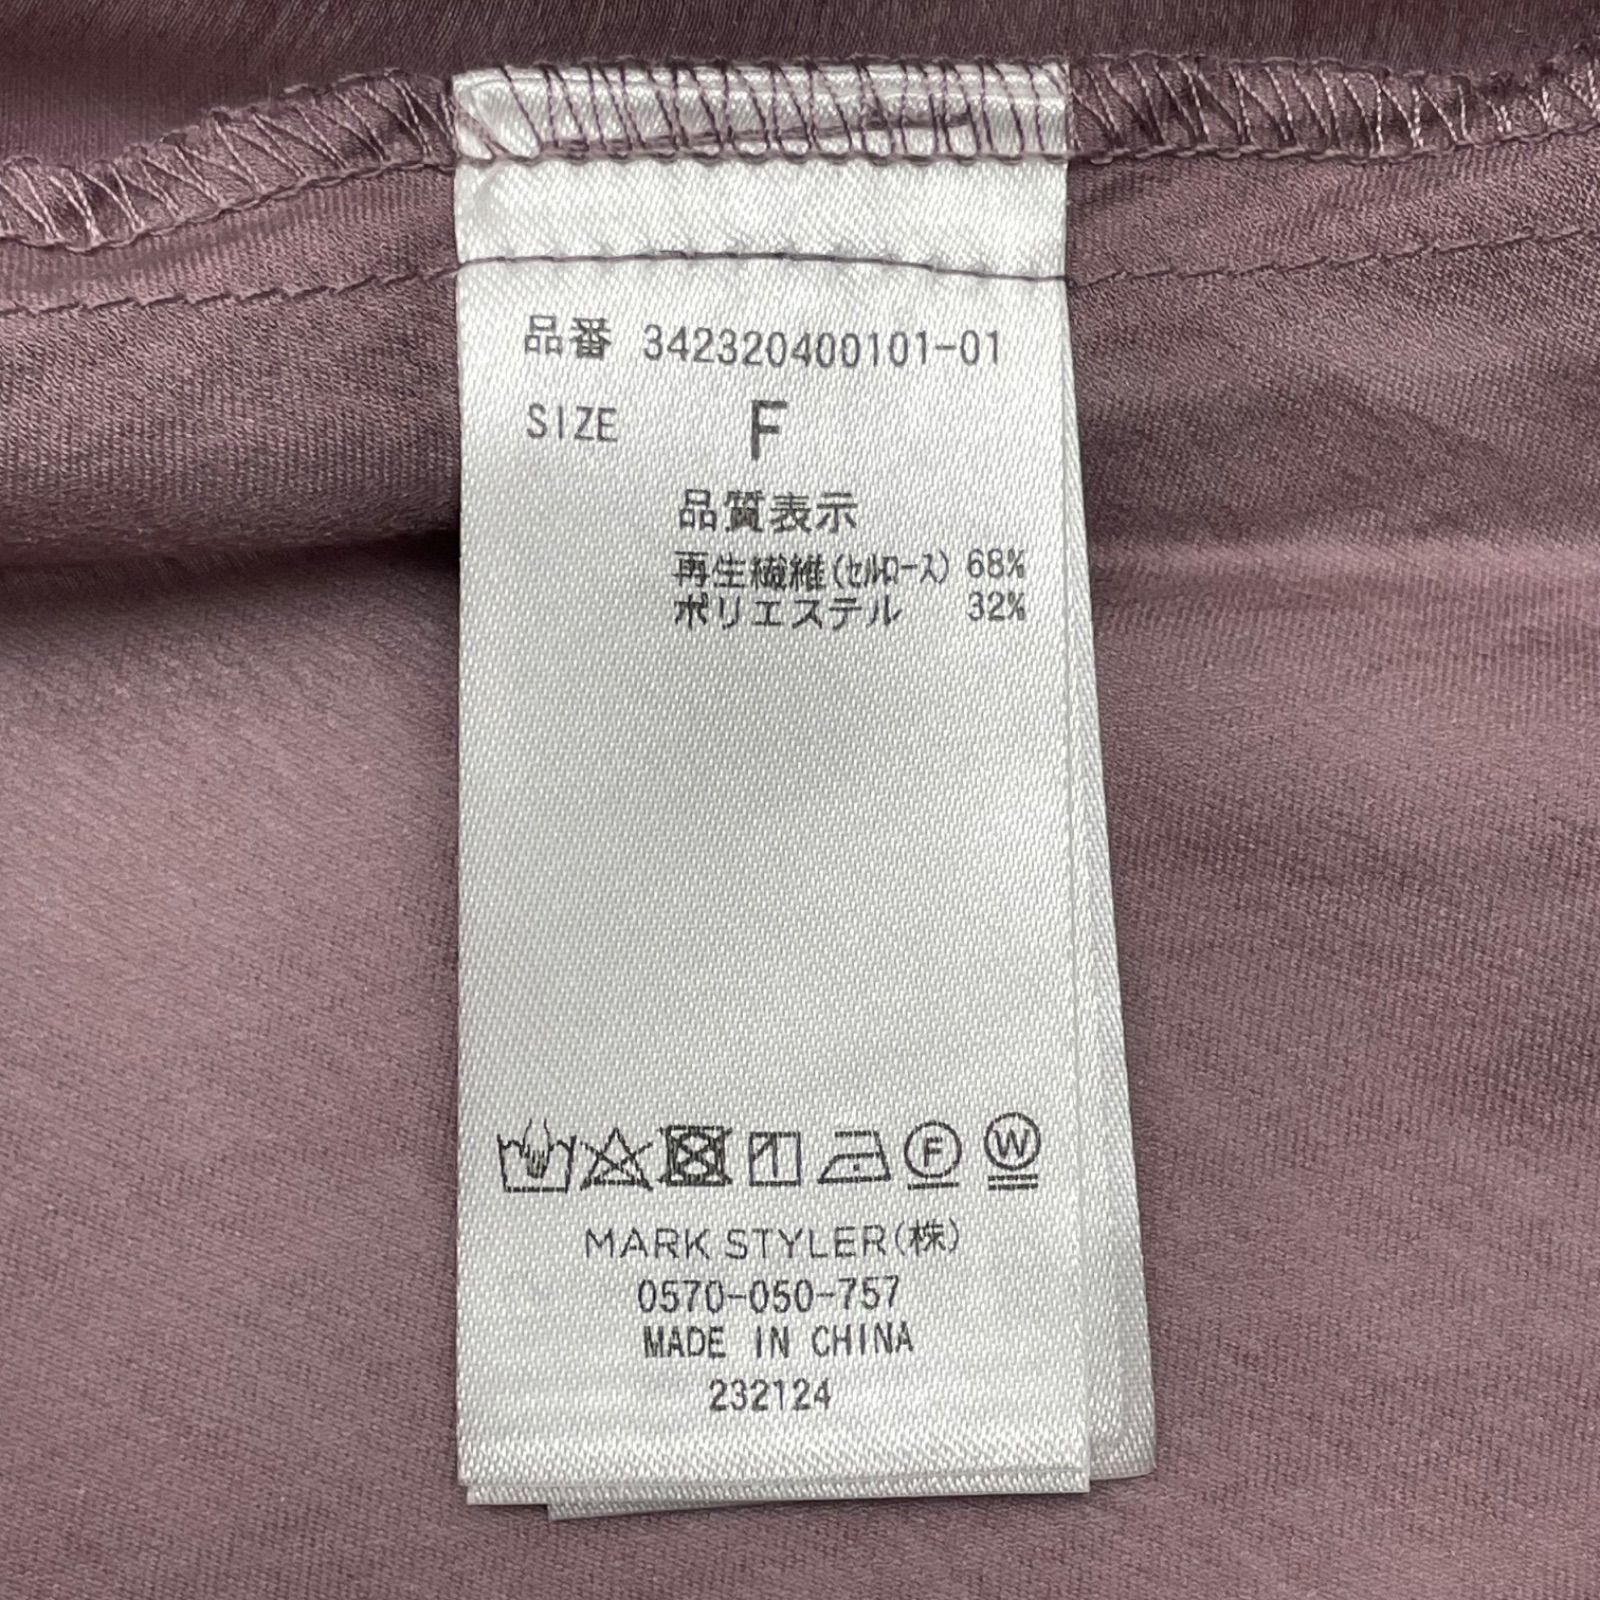 品番 342320400101-01
SIZE F
品質表示
再生繊維(セルロース) 68%
ポリエステル 32%
F W
MARK STYLER(株)
0570-050-757
MADE IN CHINA
232124